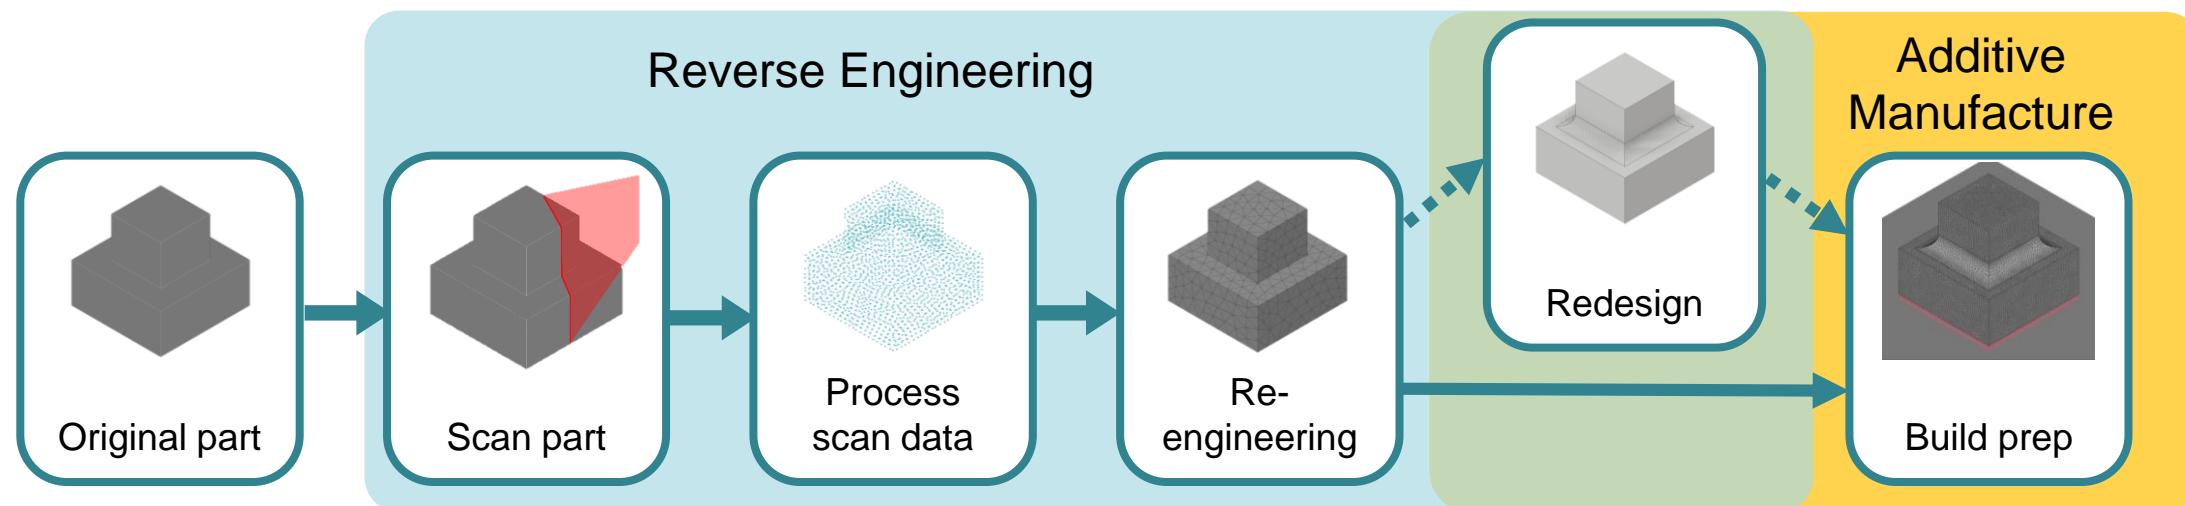 Reverse Engineering
Additive
Manufacture
Original part
Scan part
Process
scan data
Re-
engineering
Redesign
Build prep